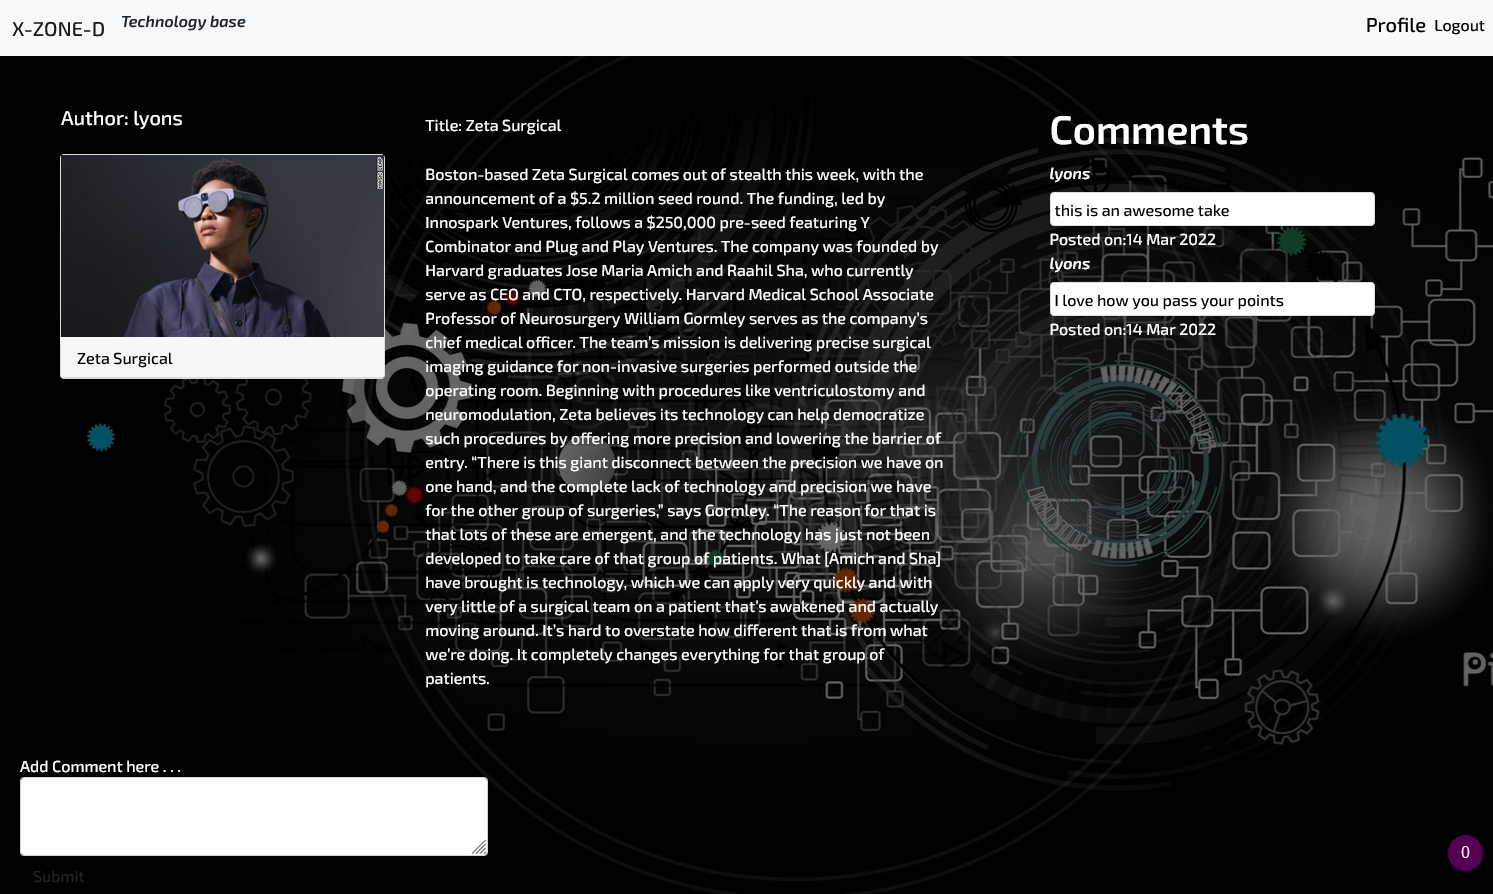 X-ZONE-D
Technology base
Profile
Logout
Author: lyons
Zeta Surgical
Title: Zeta Surgical
Boston-based Zeta Surgical comes out of stealth this week, with the
announcement of a $5.2 million seed round. The funding, led by
Innospark Ventures, follows a $250,000 pre-seed featuring Y
Combinator and Plug and Play Ventures. The company was founded by
Harvard graduates Jose Maria Amich and Raahil Sha, who currently
serve as CEO and CTO, respectively. Harvard Medical School Associate
Professor of Neurosurgery William Gormley serves as the company's
chief medical officer. The team's mission is delivering precise surgical
imaging guidance for non-invasive surgeries performed outside the
operating room. Beginning with procedures like ventriculostomy and
neuromodulation, Zeta believes its technology can help democratize
such procedures by offering more precision and lowering the barrier of
entry. “There is this giant disconnect between the precision we have on
one hand, and the complete lack of technology and precision we have
for the other group of surgeries,” says Gormley. “The reason for that is
that lots of these are emergent, and the technology has just not been
developed to take care of that group of patients. What [Amich and Sha]
have brought is technology, which we can apply very quickly and with
very little of a surgical team on a patient that's awakened and actually
moving around. It's hard to overstate how different that is from what
we're doing. It completely changes everything for that group of
patients.
Comments
lyons
this is an awesome take
Posted on:14 Mar 2022
lyons
I love how you pass your points
Posted on:14 Mar 2022
Pi
Add Comment here . . .
Submit
0